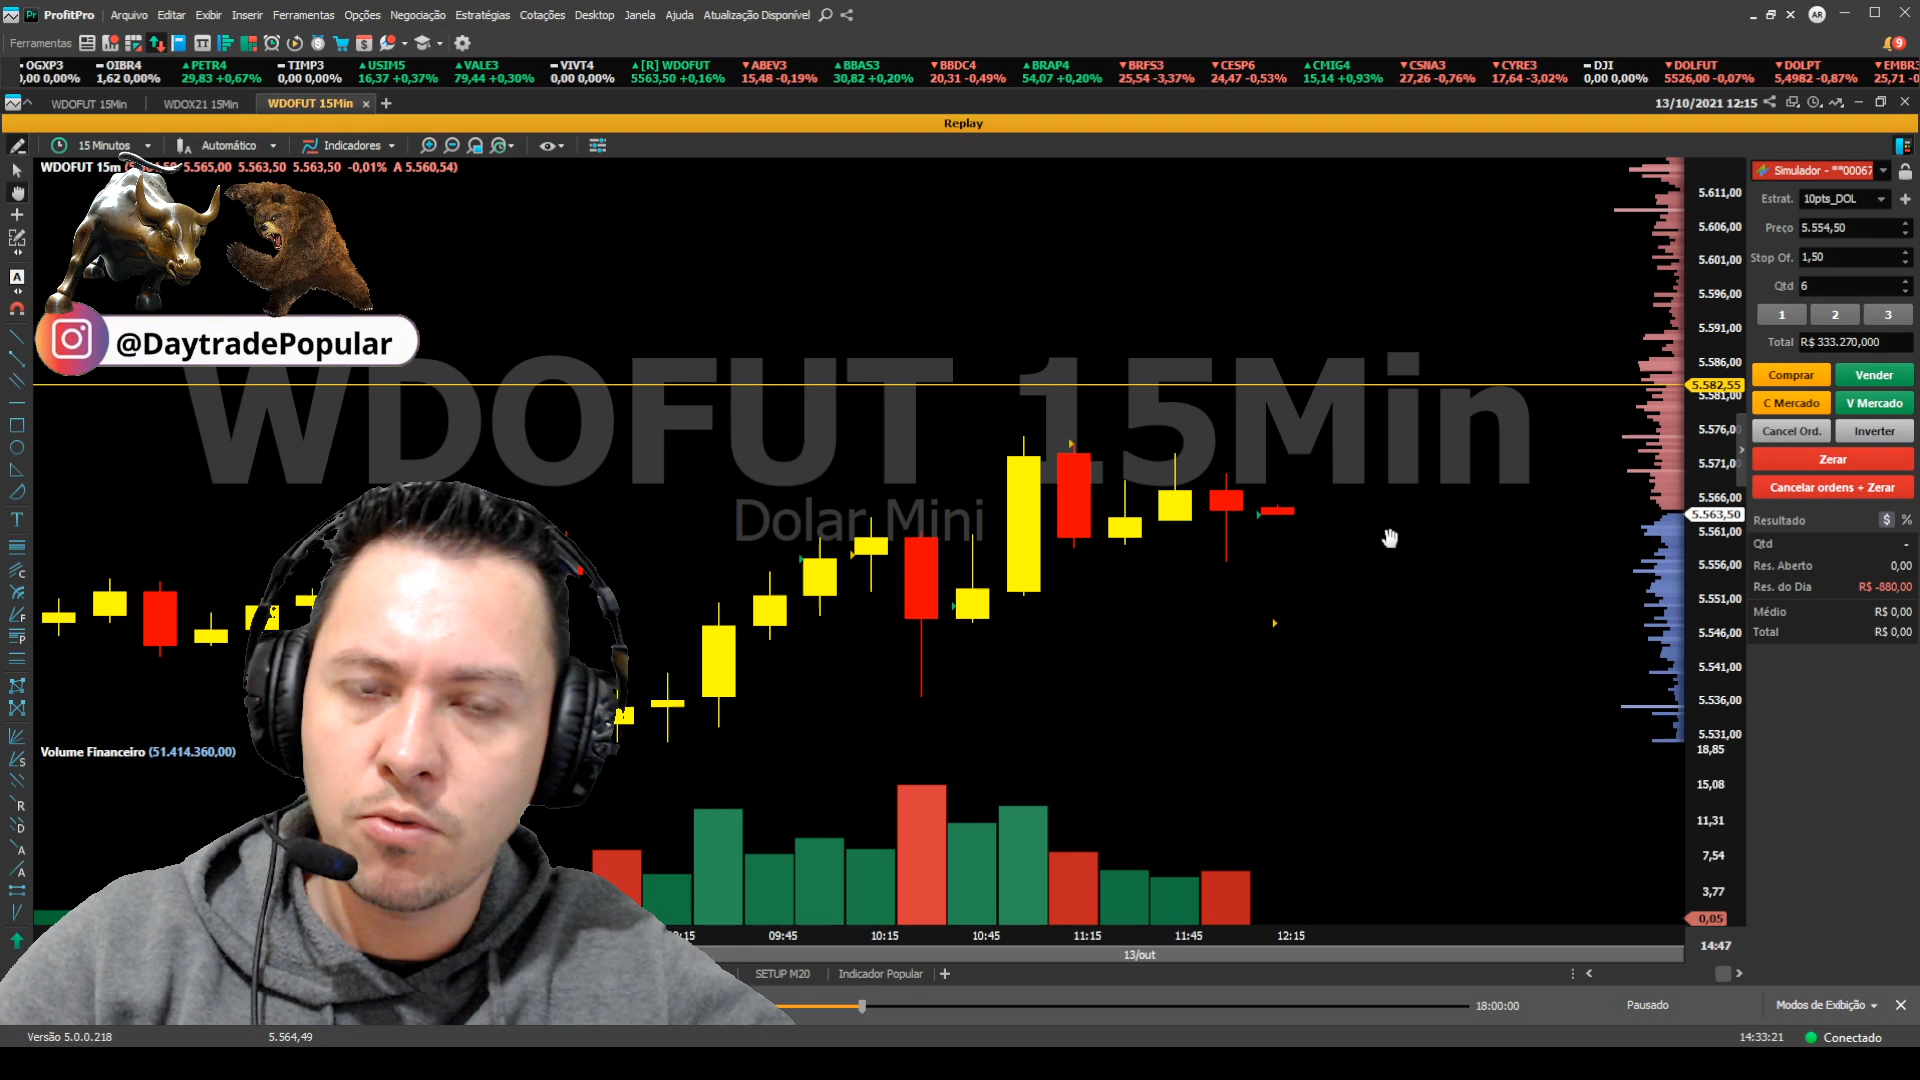 ProfitPro Arquivo Editar Exibir Inserir Ferramentas Opções Negociação Estratégias Cotações Desktop Janela Ajuda Atualização Disponível AR
Ferramentas 9
OGXP3 OIBR4 PETR4 TIMP3 USIM5 VALE3 VIVT4 [R] WDOFUT ABEV3 BBAS3 BBDC4 BRAP4 BRFS3 CESP6 CMIG4 CSNA3 CYRE3 DJI DOLFUT DOLPT EMBR3
0,00 0,00% 1,62 0,00% 29,83 +0,67% 0,00 0,00% 16,37 +0,37% 79,44 +0,30% 0,00 0,00% 5563,50 +0,16% 15,48 -0,19% 30,82 +0,20% 20,31 -0,49% 54,07 +0,20% 25,54 -3,37% 24,47 -0,53% 15,14 +0,93% 27,26 -0,76% 17,64 -3,02% 0,00 0,00% 5526,00 -0,07% 5,4982 -0,87% 25,71 -0
WDOFUT 15Min WDOX21 15Min WDOFUT 15Min 13/10/2021 12:15
Replay
15 Minutos Automático Indicadores
WDOFUT 15m 5.565,00 5.563,50 5.563,50 -0,01% A 5.560,54)
@DaytradePopular
WDOFUT 15Min
Dolar Mini
5.611,00
5.606,00
5.601,00
5.596,00
5.591,00
5.586,00
5.582,55
5.581,00
5.576,00
5.571,00
5.566,00
5.563,50
5.561,00
5.556,00
5.551,00
5.546,00
5.541,00
5.536,00
5.531,00
Simulador - **00067
Estrat. 10pts_DOL
Preço 5.554,50
Stop Of. 1,50
Qtd 6
1 2 3
Total R$ 333.270,000
Comprar Vender
C Mercado V Mercado
Cancel Ord. Inverter
Zerar
Cancelar ordens + Zerar
Resultado $ %
Qtd -
Res. Aberto 0,00
Res. do Dia R$ -880,00
Médio R$ 0,00
Total R$ 0,00
Volume Financeiro (51.414.360,00)
18,85
15,08
11,31
7,54
3,77
0,05
:15 09:45 10:15 10:45 11:15 11:45 12:15
14:47
13/out
SETUP M20 Indicador Popular
18:00:00 Pausado Modos de Exibição
Versão 5.0.0.218 5.564,49 14:33:21 Conectado